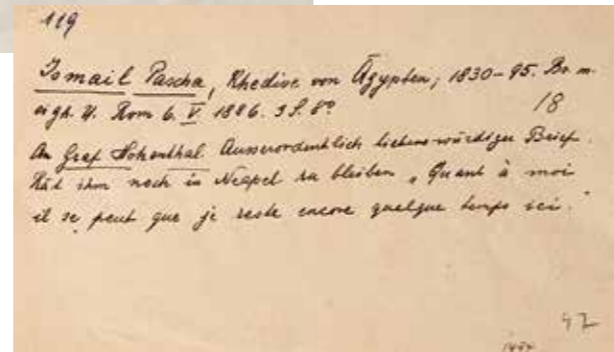 119
Ismail Pascha, Khedive von Ägypten; 1830-95. Br. m.
eigh. U. Rom 6. V. 1886. 3 S. 8º
18
An Graf Hohenthal. Ausserordentlich liebenswürdiger Brief.
Rät ihm noch in Neapel zu bleiben „Quant à moi
il se peut que je reste encore quelque temps ici."
47